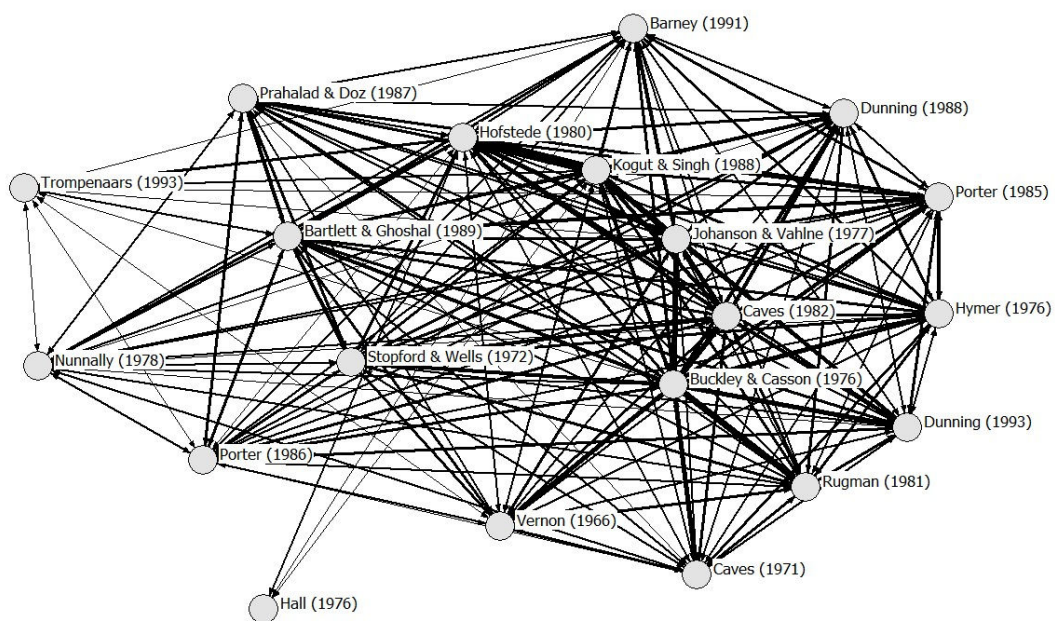 Barney (1991)
Prahalad & Doz (1987)
Dunning (1988)
Hofstede (1980)
Kogut & Singh (1988)
Trompenaars (1993)
Porter (1985)
Bartlett & Ghoshal (1989)
Johanson & Vahlne (1977)
Caves (1982)
Hymer (1976)
Nunnally (1978)
Stopford & Wells (1972)
Buckley & Casson (1976)
Dunning (1993)
Porter (1986)
Rugman (1981)
Vernon (1966)
Caves (1971)
Hall (1976)